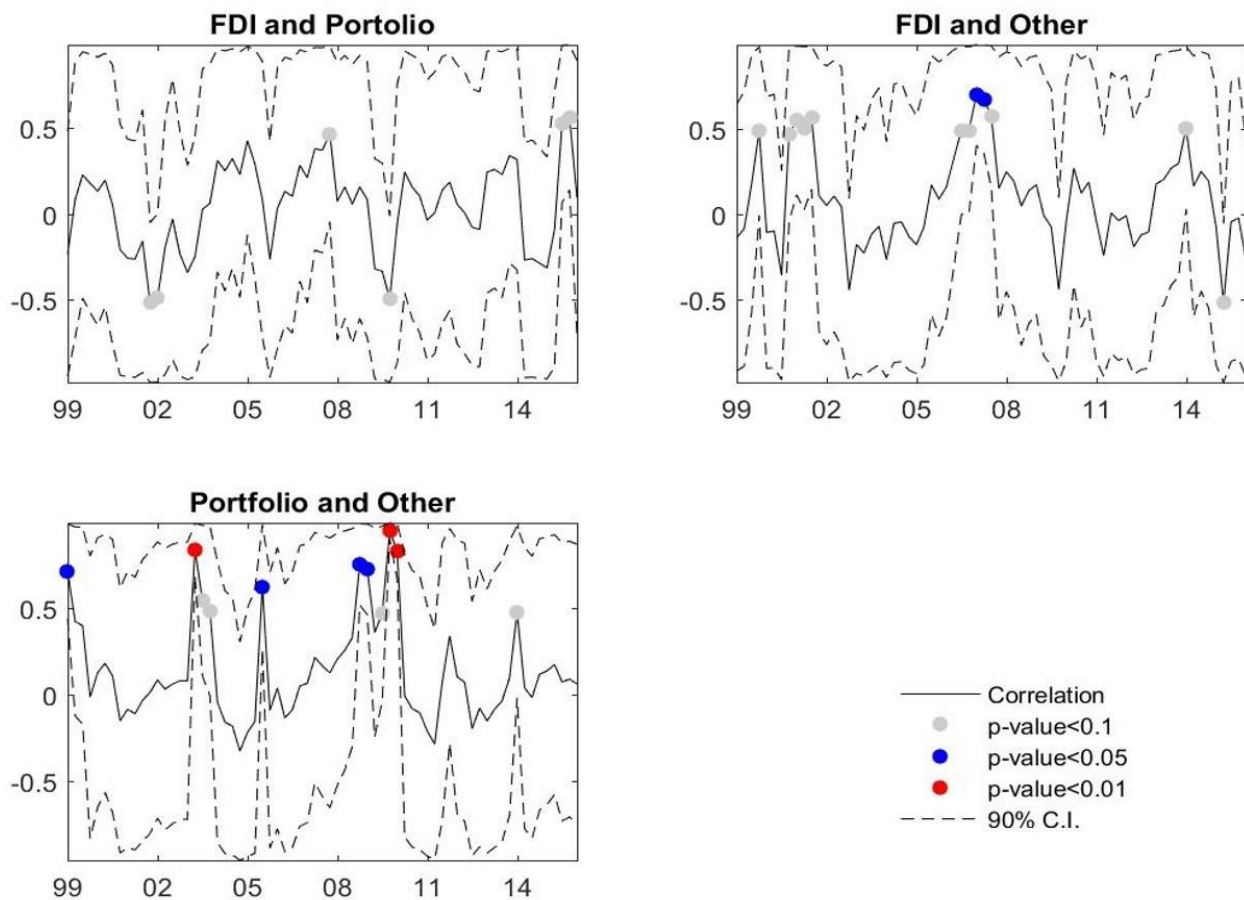 FDI and Portolio
0.5
0
-0.5
99 02 05 08 11 14
FDI and Other
0.5
0
-0.5
99 02 05 08 11 14
Portfolio and Other
0.5
0
-0.5
99 02 05 08 11 14
Correlation
p-value<0.1
p-value<0.05
p-value<0.01
90% C.I.